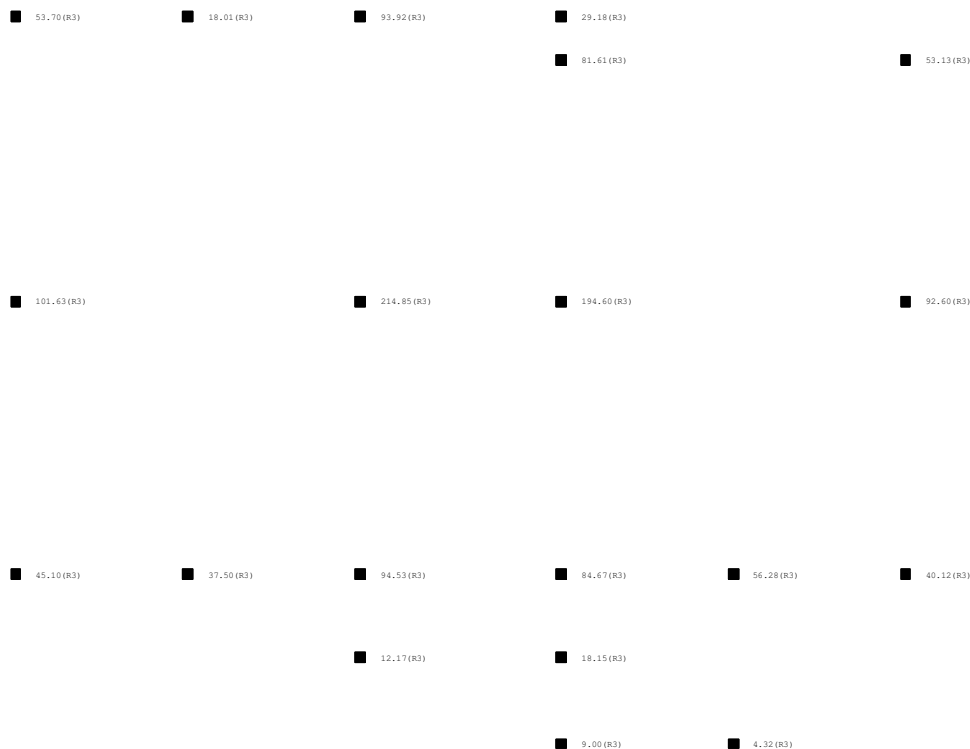 53.70(R3) 18.01(R3) 93.92(R3) 29.18(R3)
81.61(R3) 53.13(R3)
101.63(R3) 214.85(R3) 194.60(R3) 92.60(R3)
45.10(R3) 37.50(R3) 94.53(R3) 84.67(R3) 56.28(R3) 40.12(R3)
12.17(R3) 18.15(R3)
9.00(R3) 4.32(R3)